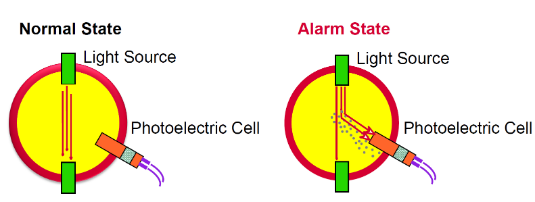 Normal State
Alarm State
Light Source
Light Source
Photoelectric Cell
Photoelectric Cell